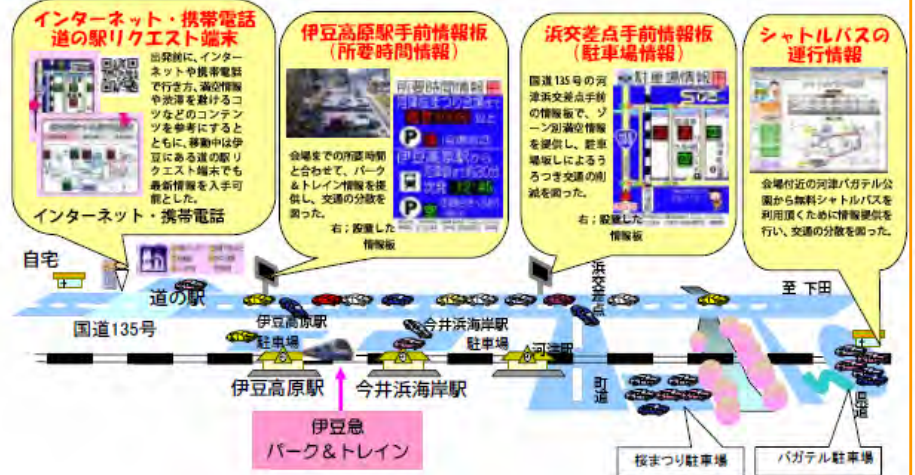 インターネット・携帯電話
道の駅リクエスト端末
出発前に、インター
ネットや携帯電話
で行き方、満空情報
や渋滞を避けるコ
ツなどのコンテン
ツを参考にすると
ともに、移動中は伊
豆にある道の駅リ
クエスト端末でも
最新情報を入手可
能とした。
インターネット・携帯電話
伊豆高原駅手前情報板
(所要時間情報)
所要時間情報
伊豆高原駅から
会場までの所要時間
と合わせて、パーク
&トレイン情報を提
供し、交通の分散を
図った。
右;設置した
情報板
浜交差点手前情報板
(駐車場情報)
駐車場情報
国道135号の河
津浜交差点手前
の情報板で、ゾ
ーン別満空情報
を提供し、駐車
場探しによるう
ろつき交通の削
減を図った。
右;設置した
情報板
シャトルバスの
運行情報
会場付近の河津バガテル公
園から無料シャトルバスを
利用頂くために情報提供を
行い、交通の分散を図った。
自宅
道の駅
国道135号
浜交差点
至 下田
伊豆高原駅
駐車場
今井浜海岸駅
駐車場
河津駅
伊豆高原駅
今井浜海岸駅
町道
県道
伊豆急
パーク&トレイン
桜まつり駐車場
バガテル駐車場